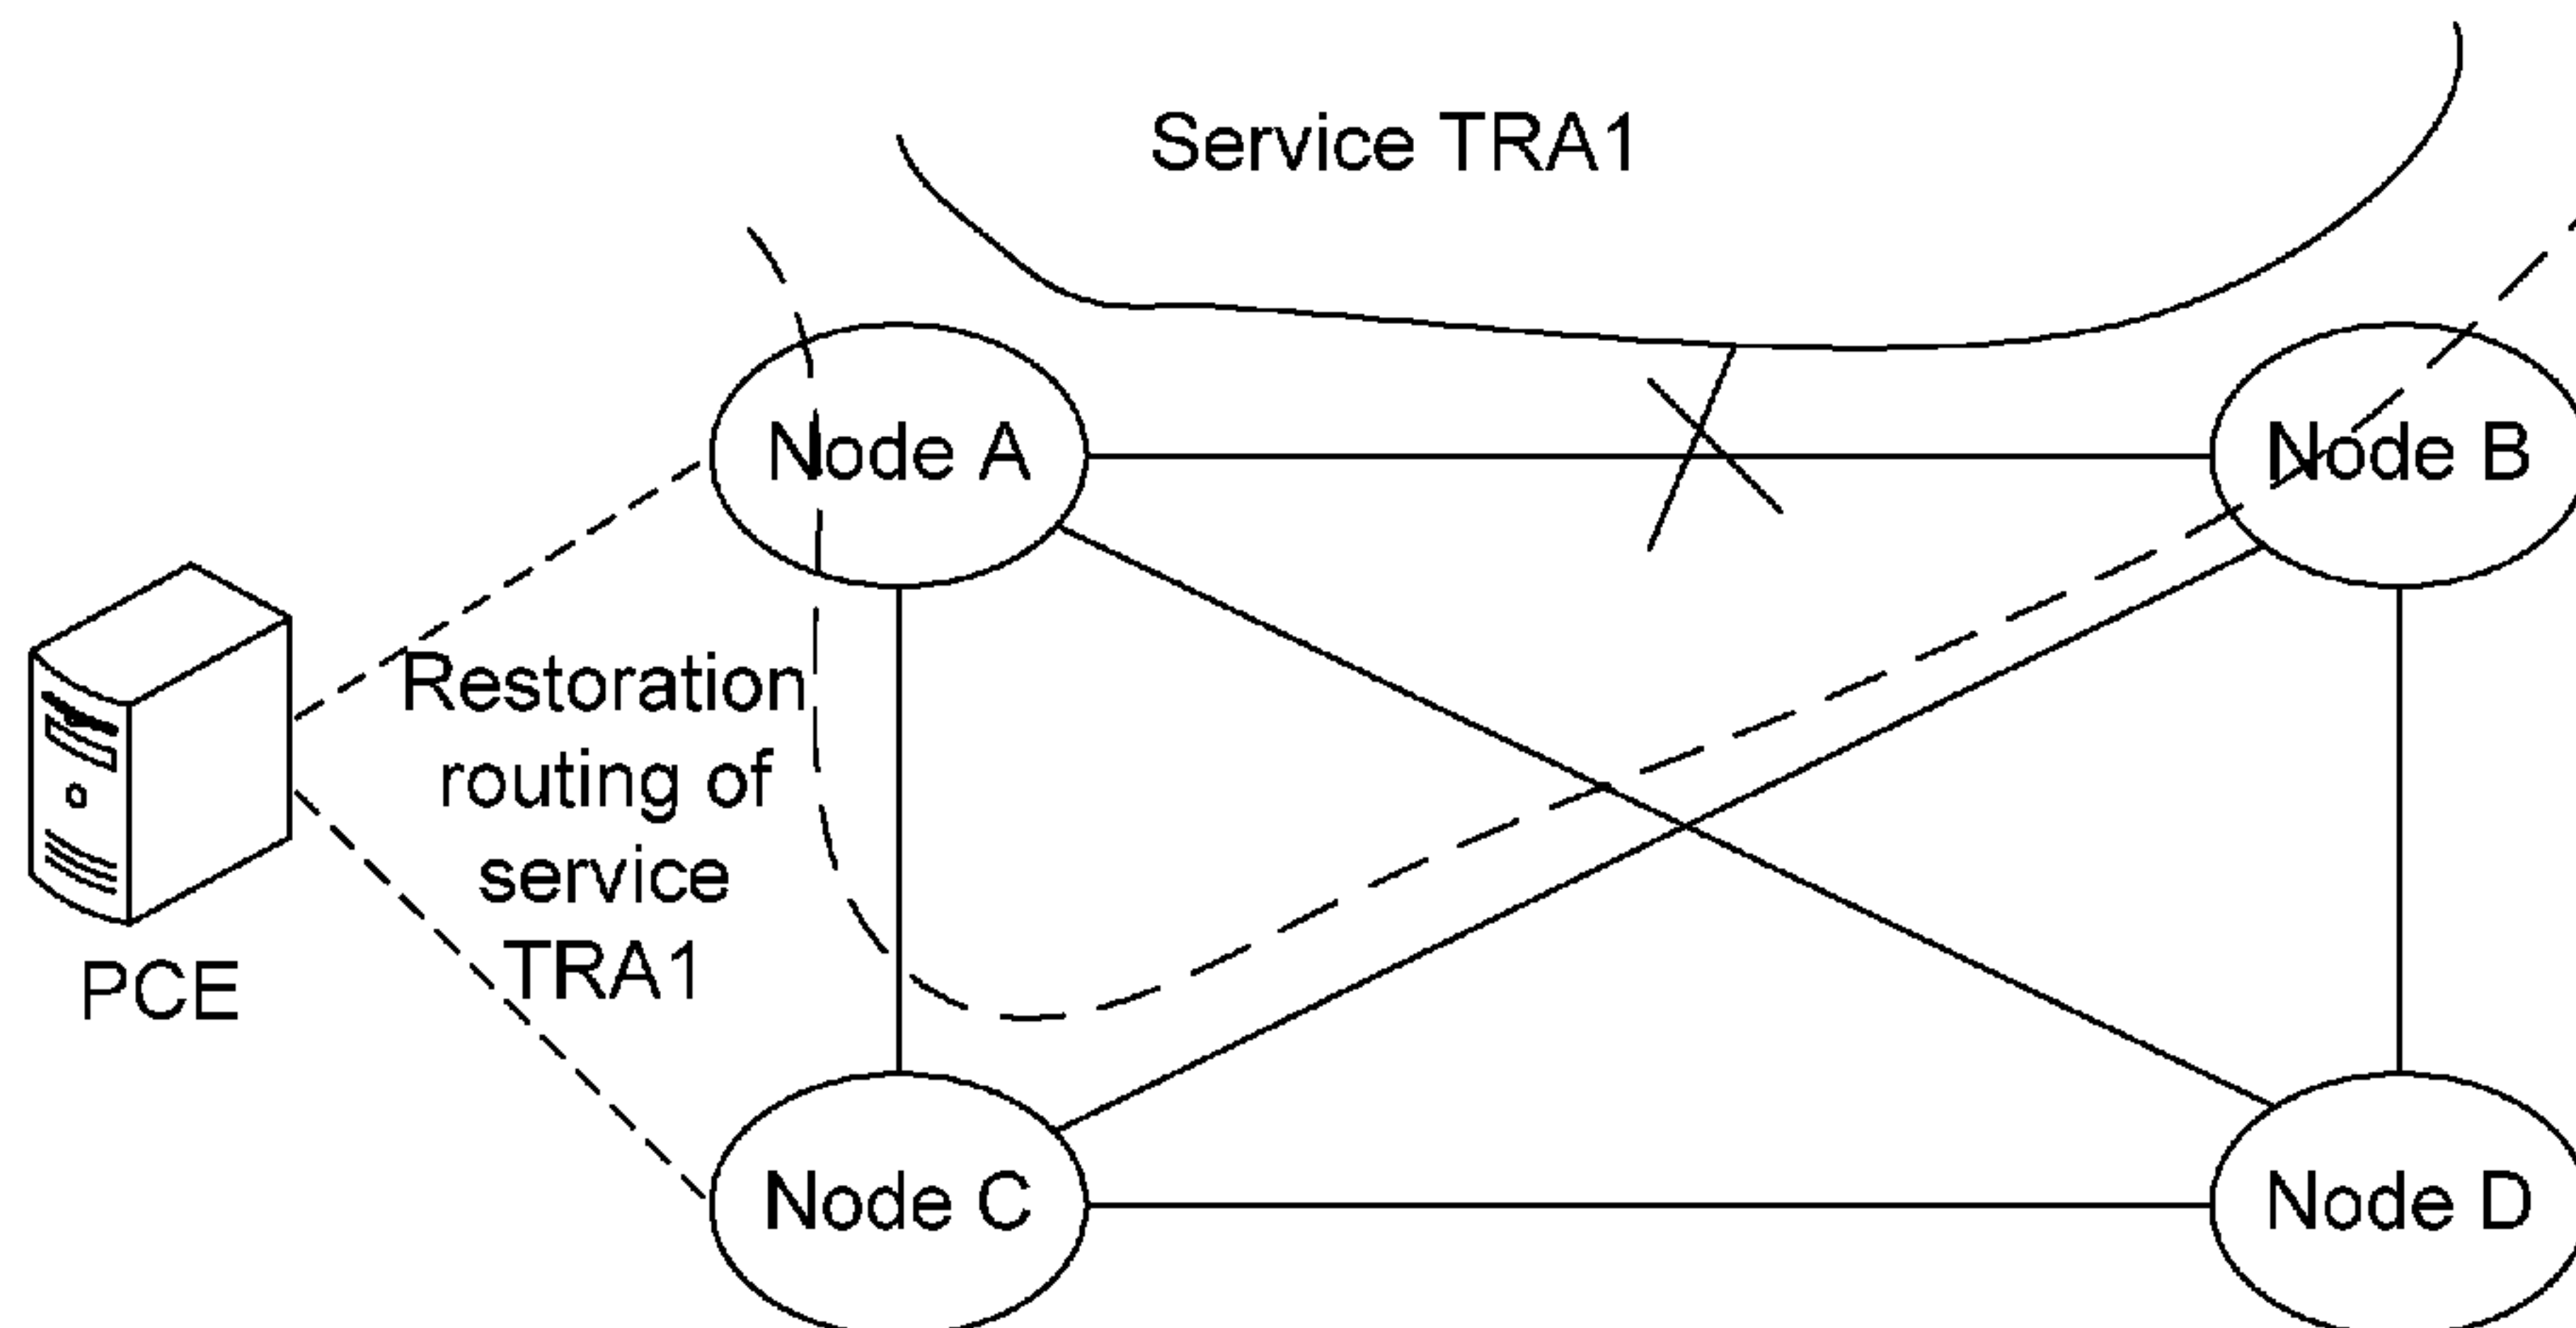 Service TRA1
Node A
Node B
Restoration
routing of
service
TRA1
PCE
Node C
Node D